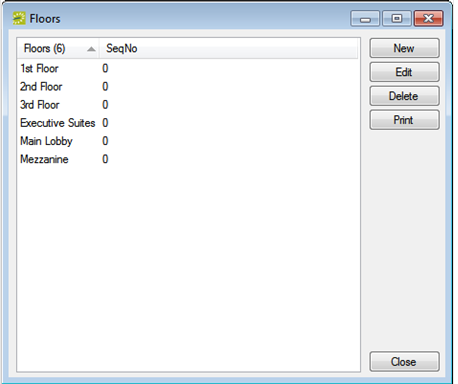 Floors
Floors (6) SeqNo
1st Floor 0
2nd Floor 0
3rd Floor 0
Executive Suites 0
Main Lobby 0
Mezzanine 0
New
Edit
Delete
Print
Close